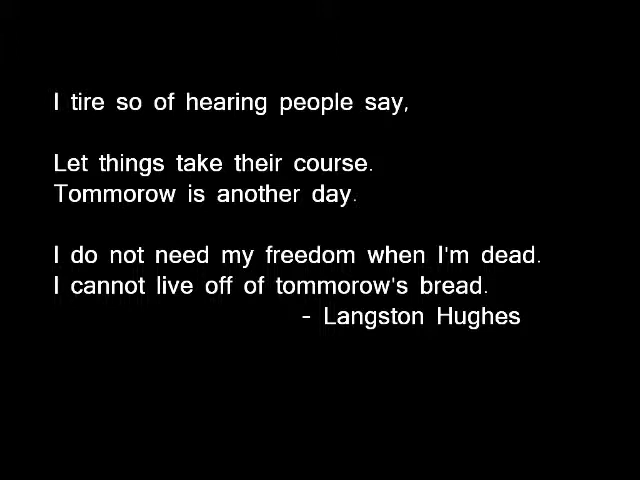 I tire so of hearing people say,
Let things take their course.
Tommorow is another day.
I do not need my freedom when I'm dead.
I cannot live off of tommorow's bread.
- Langston Hughes